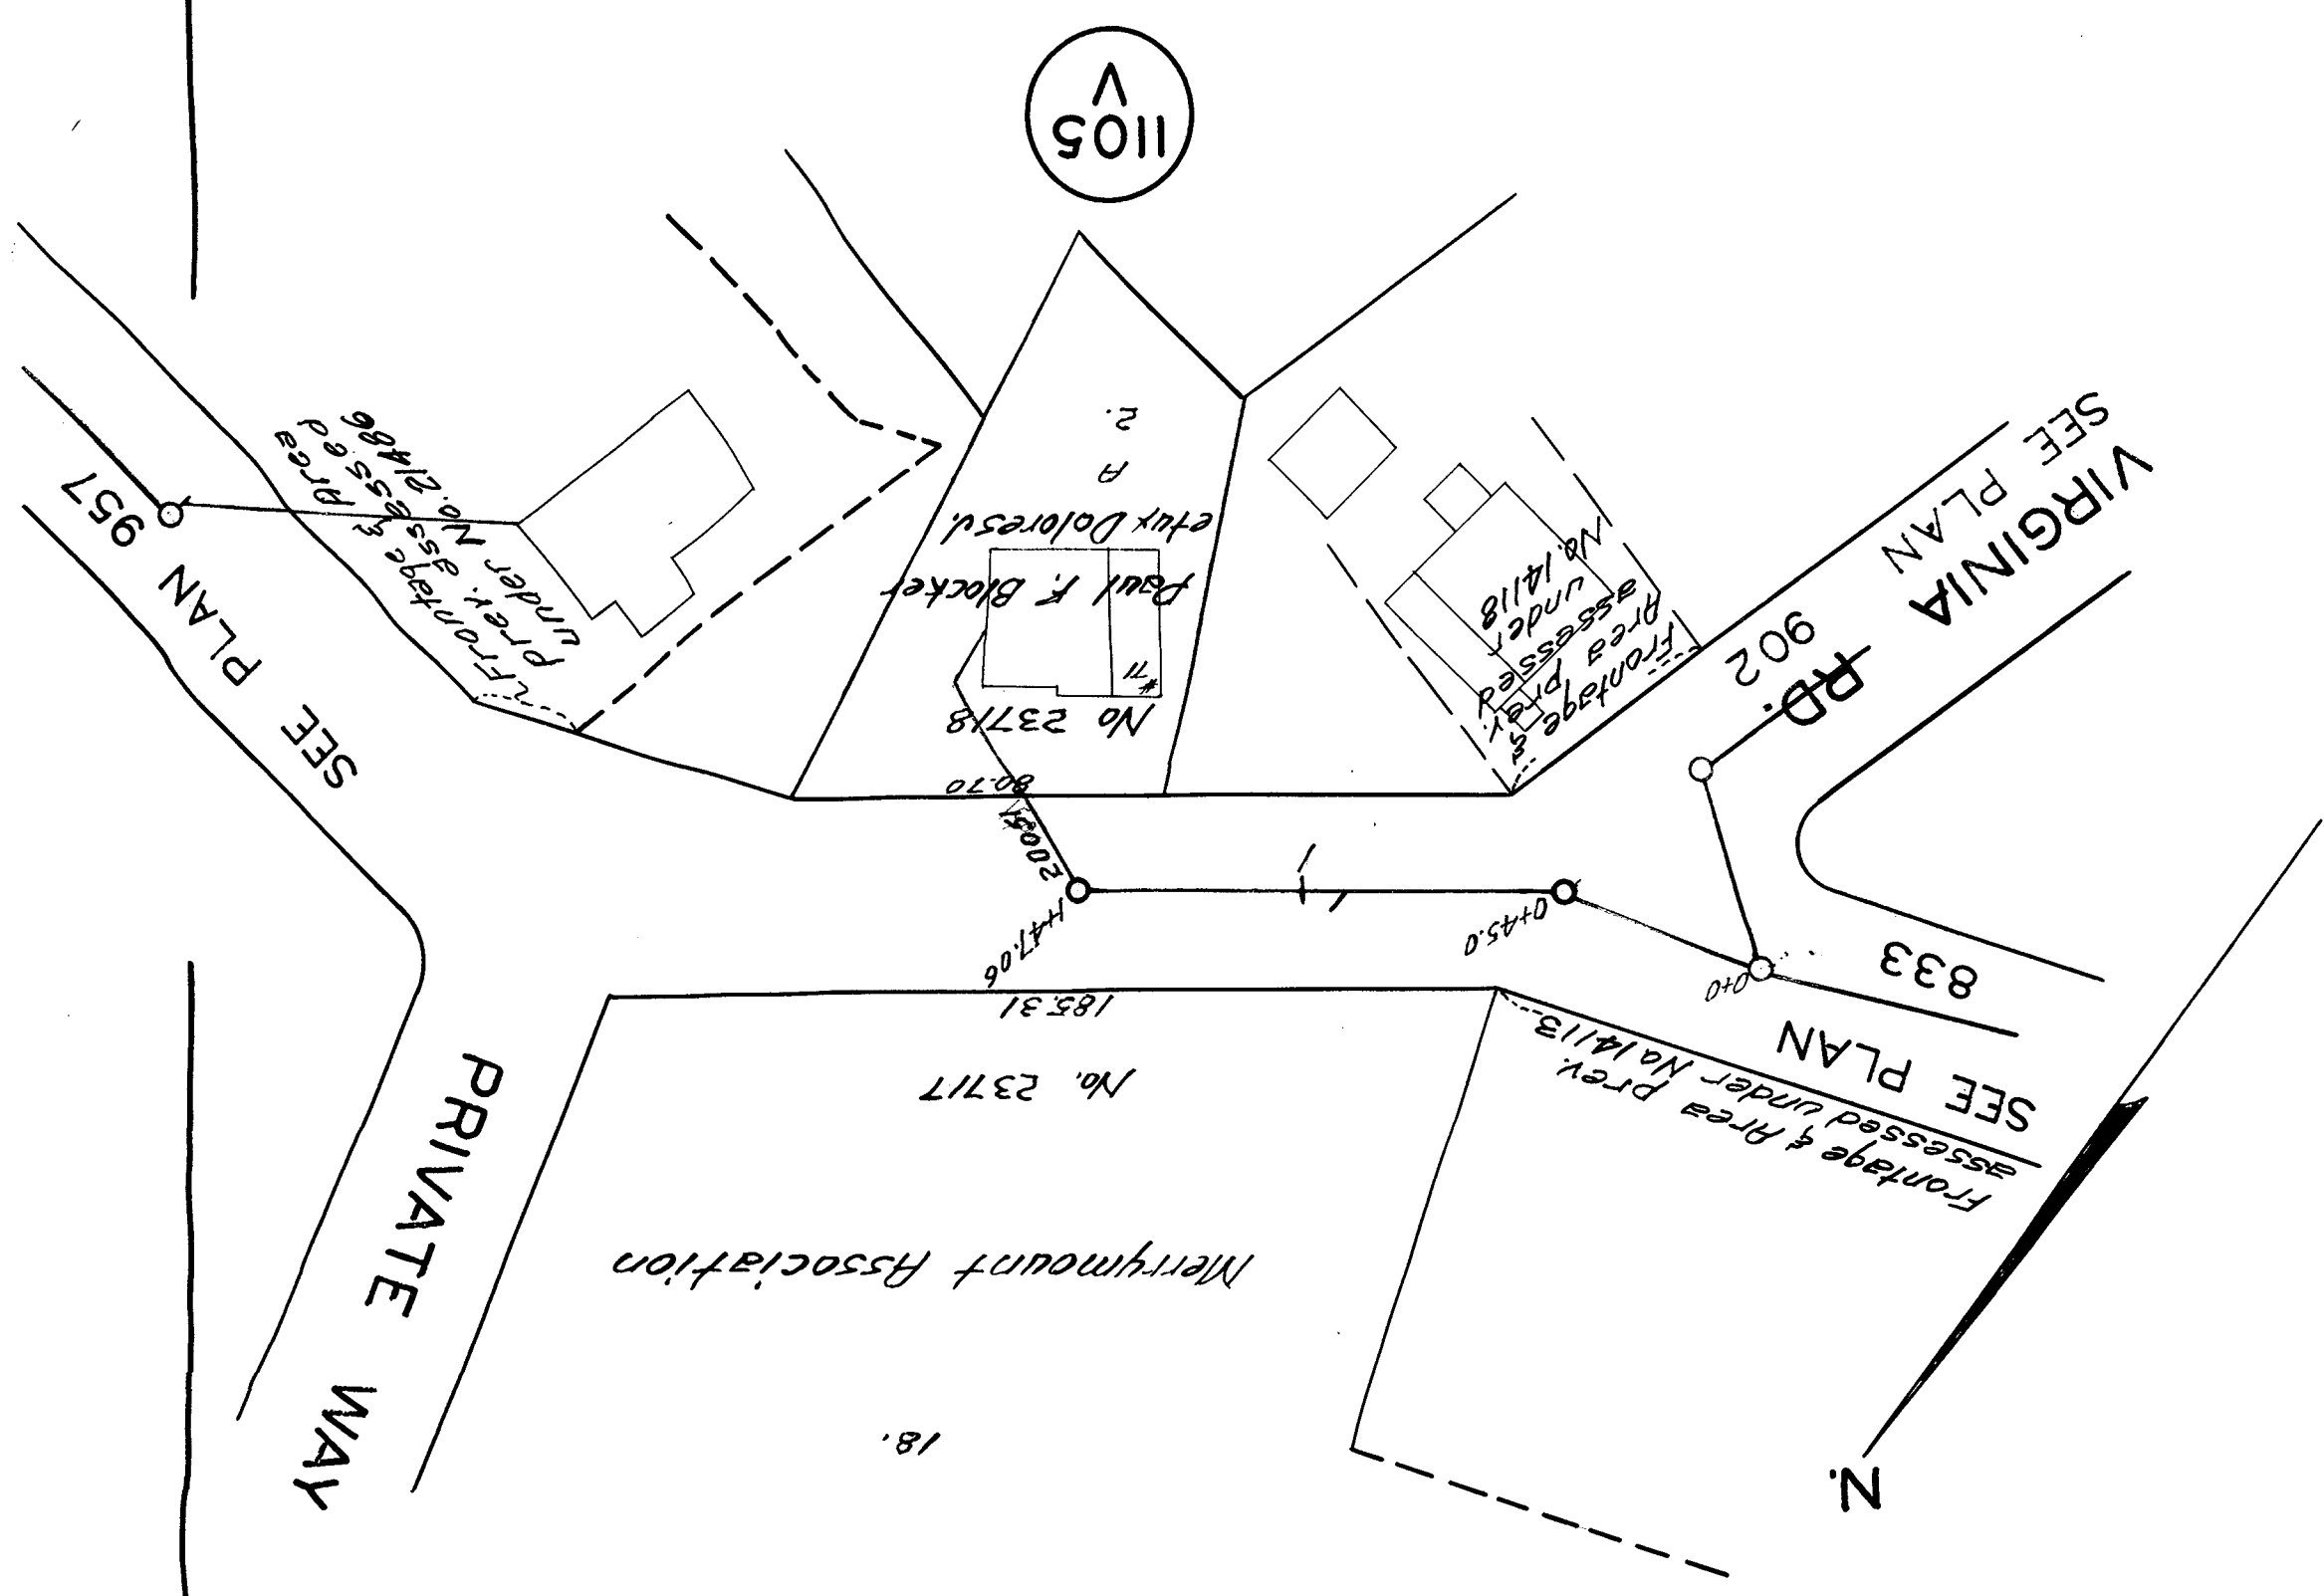 N.
18.
Merrymount Association
No. 23717
185.31
PRIVATE WAY
Frontage & Area prev.
assessed under No 14113
SEE PLAN
833
0+0
0+45.0
1+47.06
80.70
No 23718
# 71
Paul F. Blocker
etux Dolores J.
A
2.
VIRGINIA RD.
SEE PLAN
902
Frontage &
Area prev.
assessed
under
No. 14118
SEE PLAN 957
Frontage & Area
prev. assessed
under No. 21486
1105
V